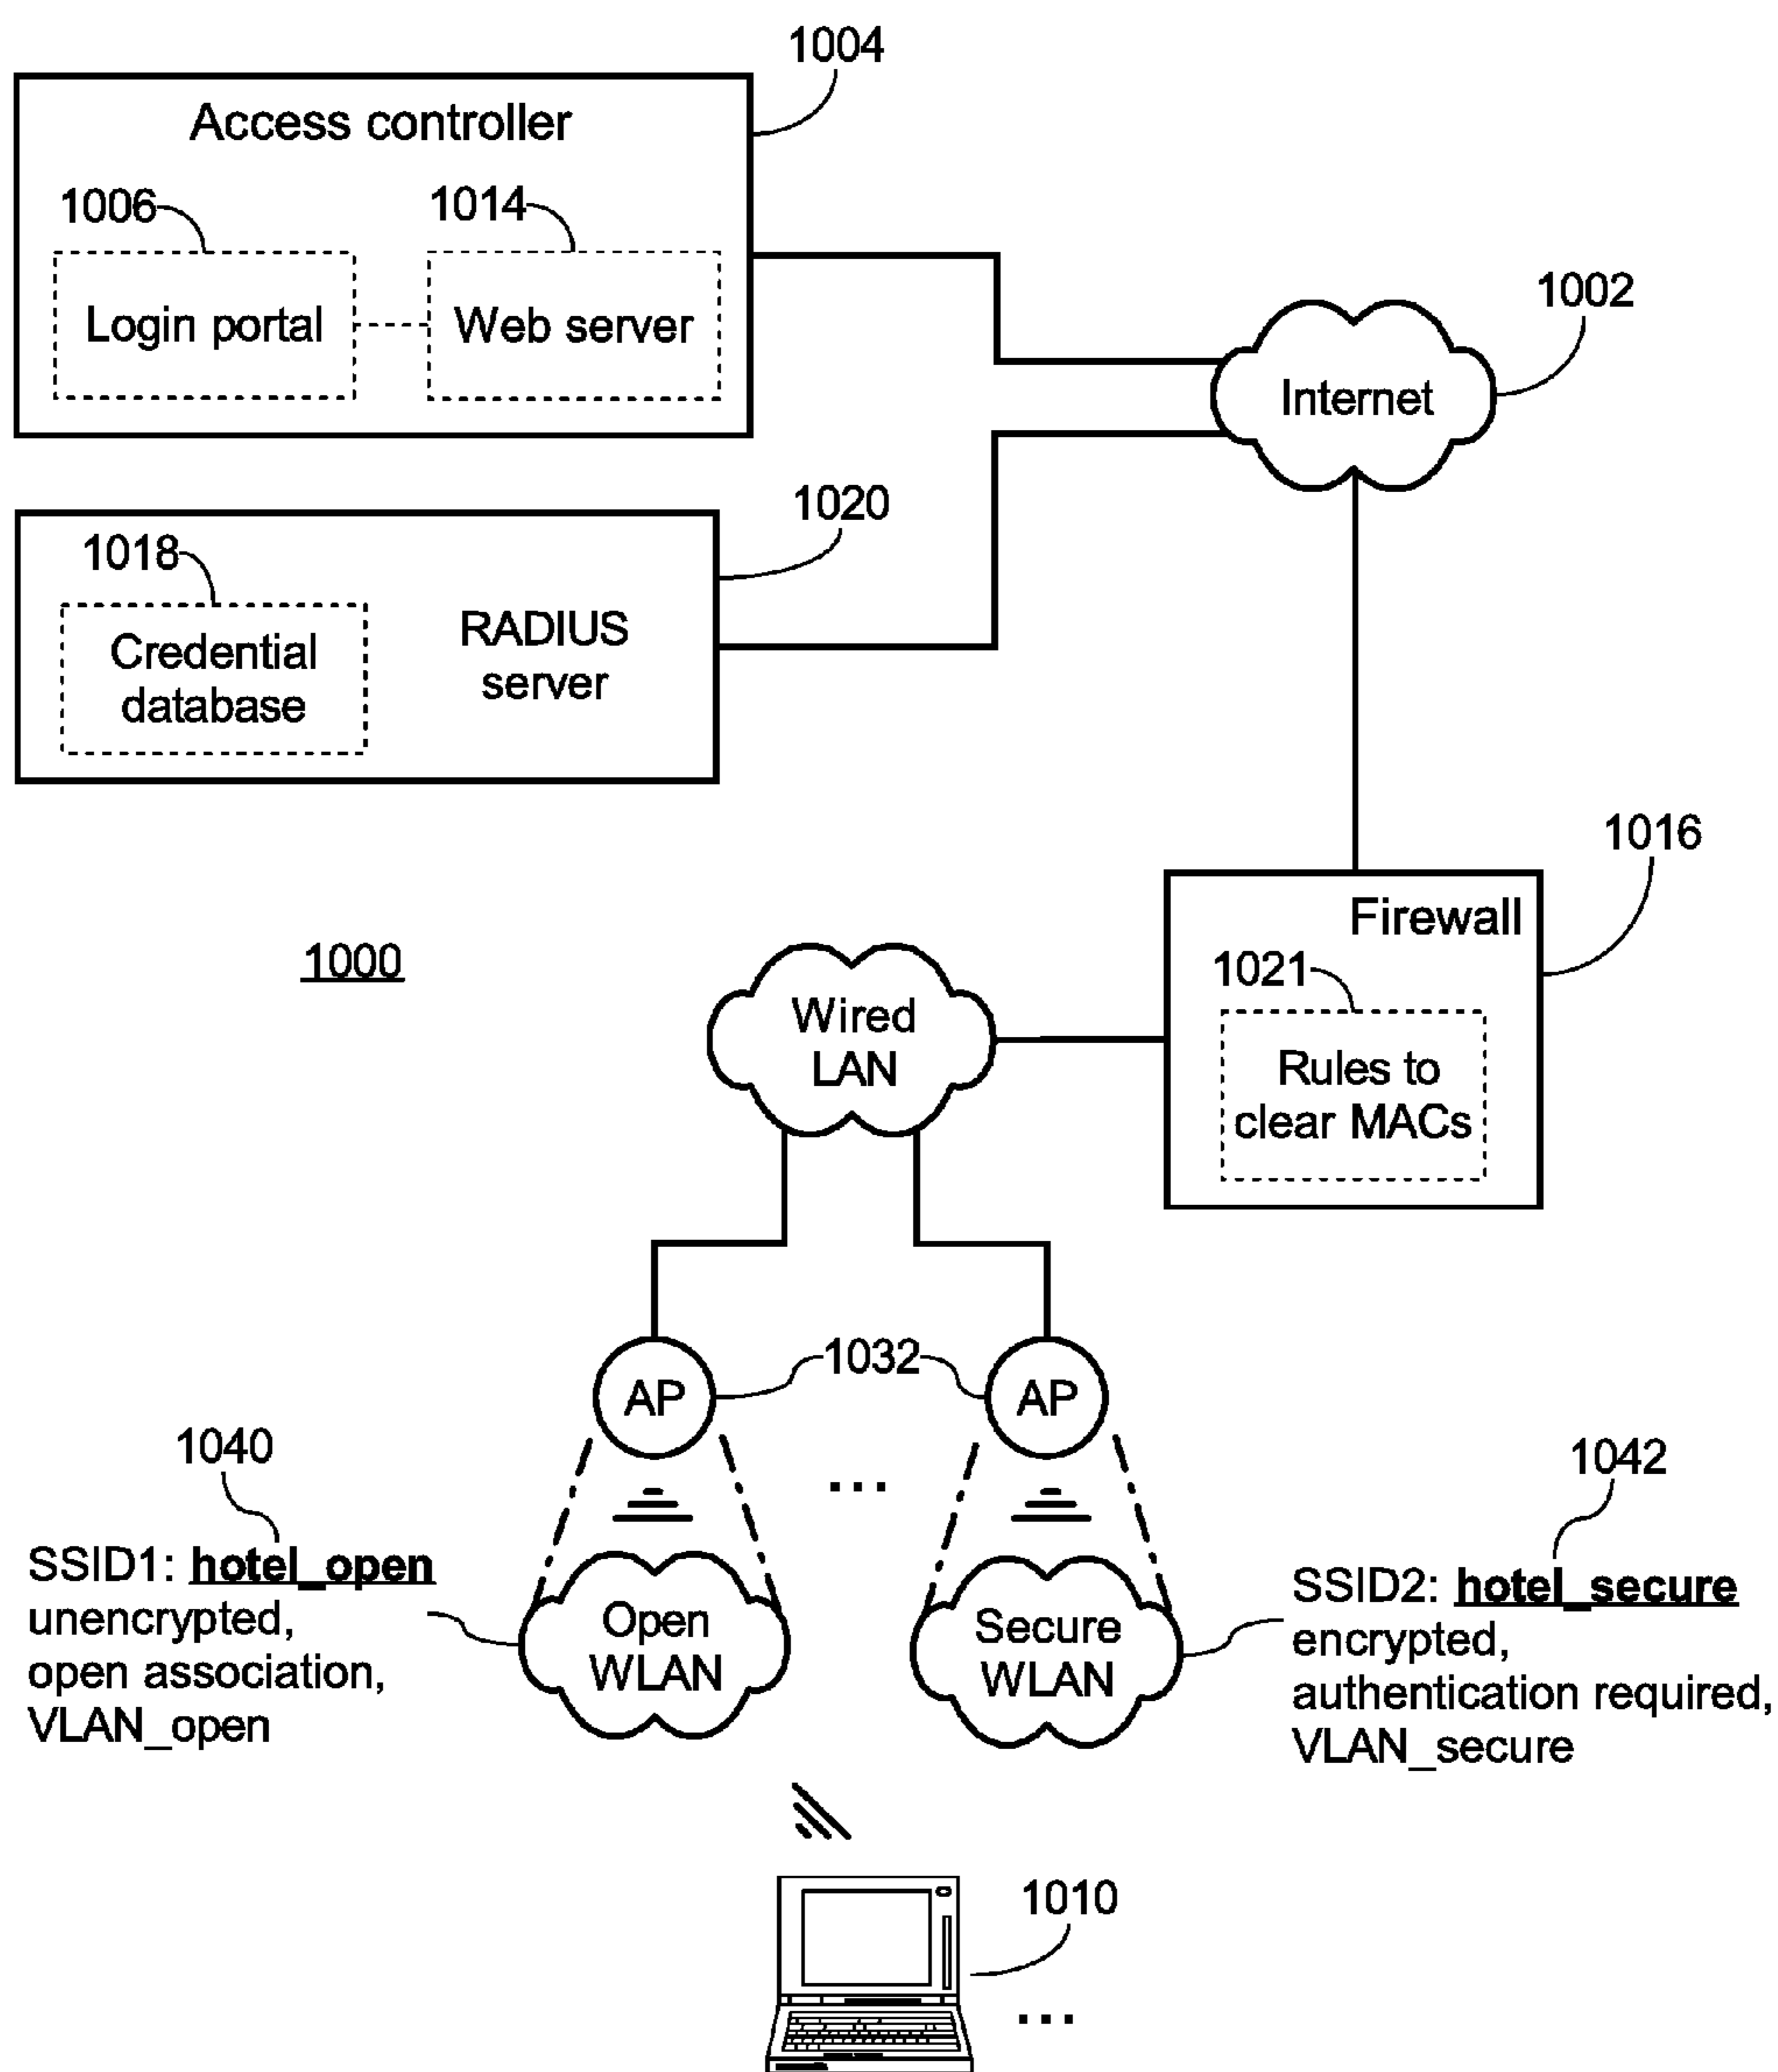 1004
Access controller
1006
1014
Login portal
Web server
1002
Internet
1020
1018
Credential
database
RADIUS
server
1016
Firewall
1021
Rules to
clear MACs
1000
Wired
LAN
1032
AP
AP
1040
SSID1: hotel_open
unencrypted,
open association,
VLAN_open
Open
WLAN
...
Secure
WLAN
1042
SSID2: hotel_secure
encrypted,
authentication required,
VLAN_secure
1010
...